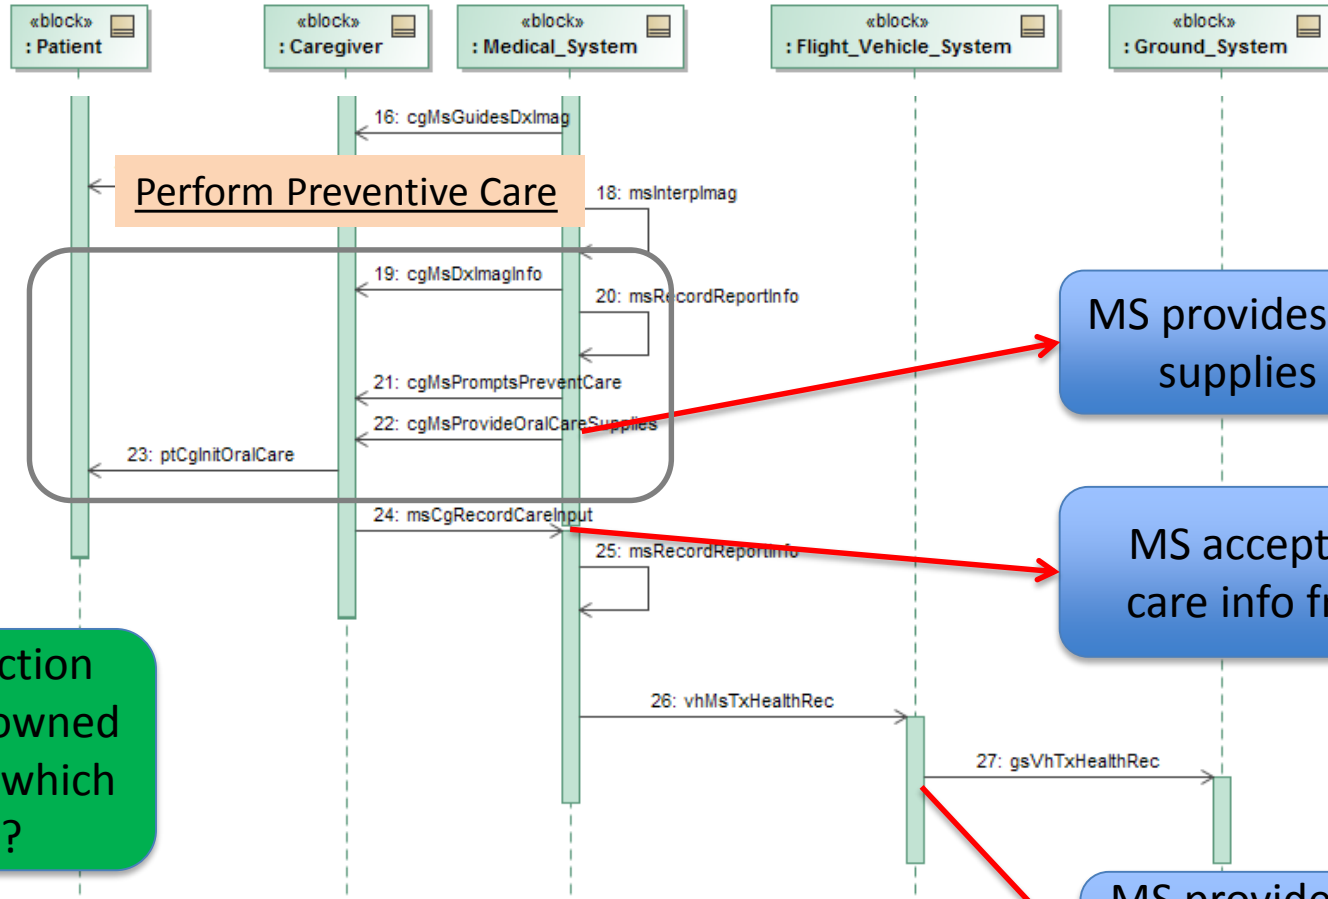 «block»
: Patient
«block»
: Caregiver
«block»
: Medical_System
«block»
: Flight_Vehicle_System
«block»
: Ground_System
16: cgMsGuidesDxImag
Perform Preventive Care
18: msInterpImag
19: cgMsDxImagInfo
20: msRecordReportInfo
MS provides
supplies
21: cgMsPromptsPreventCare
22: cgMsProvideOralCareSupplies
23: ptCgInitOralCare
24: msCgRecordCareInput
25: msRecordReportInfo
MS accept
care info
ction
owned
which
?
26: vhMsTxHealthRec
27: gsVhTxHealthRec
MS provide